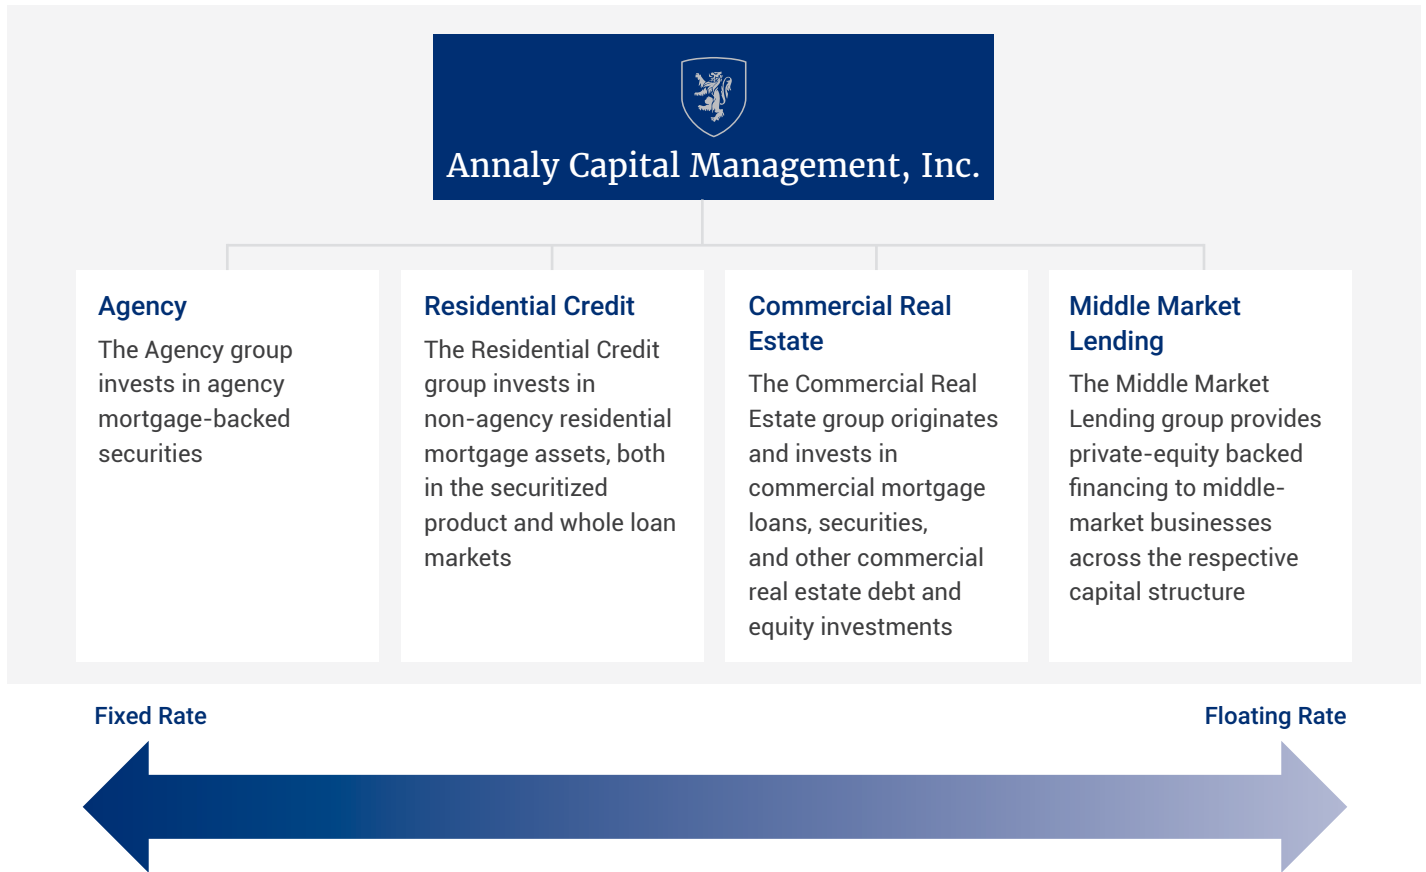 Annaly Capital Management, Inc.
Agency
The Agency group
invests in agency
mortgage-backed
securities
Residential Credit
The Residential Credit
group invests in
non-agency residential
mortgage assets, both
in the securitized
product and whole loan
markets
Commercial Real
Estate
The Commercial Real
Estate group originates
and invests in
commercial mortgage
loans, securities,
and other commercial
real estate debt and
equity investments
Middle Market
Lending
The Middle Market
Lending group provides
private-equity backed
financing to middle-
market businesses
across the respective
capital structure
Fixed Rate
Floating Rate